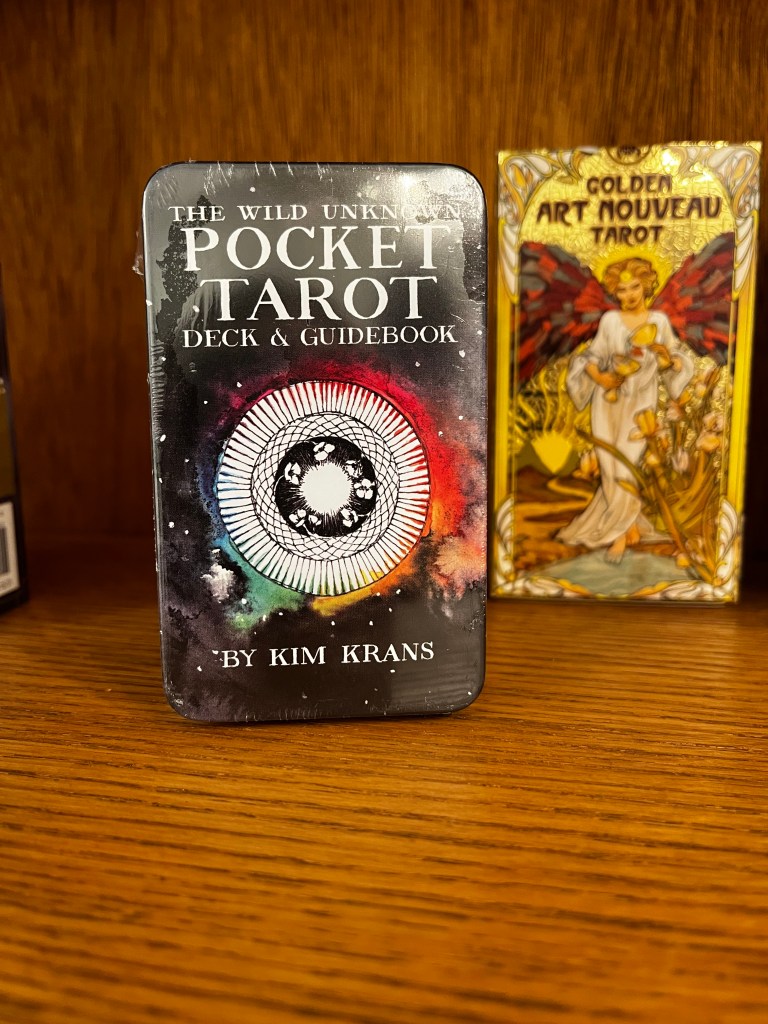 THE WILD UNKNOWN
POCKET
TAROT
DECK & GUIDEBOOK
BY KIM KRANS
GOLDEN
ART NOUVEAU
TAROT